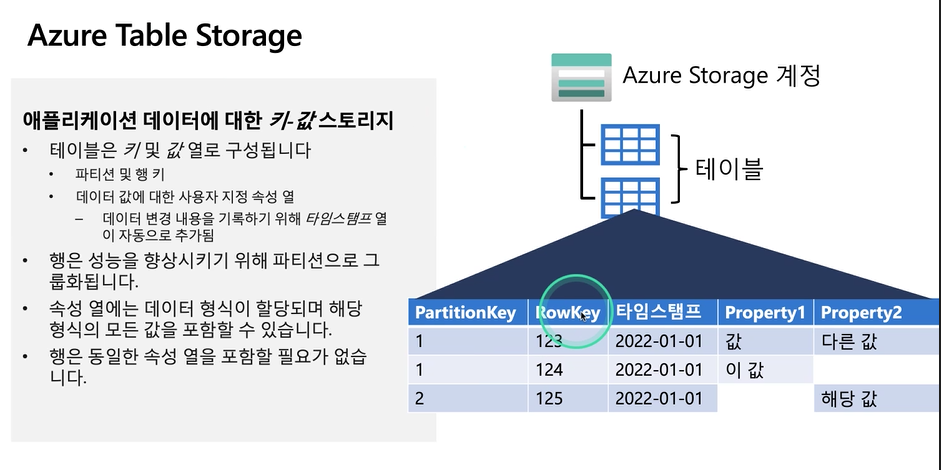 Azure Table Storage
애플리케이션 데이터에 대한 키-값 스토리지
• 테이블은 키 및 값 열로 구성됩니다
• 파티션 및 행 키
• 데이터 값에 대한 사용자 지정 속성 열
– 데이터 변경 내용을 기록하기 위해 타임스탬프 열
이 자동으로 추가됨
• 행은 성능을 향상시키기 위해 파티션으로 그
룹화됩니다.
• 속성 열에는 데이터 형식이 할당되며 해당
형식의 모든 값을 포함할 수 있습니다.
• 행은 동일한 속성 열을 포함할 필요가 없습
니다.
Azure Storage 계정
테이블
PartitionKey RowKey 타임스탬프 Property1 Property2
1 123 2022-01-01 값 다른 값
1 124 2022-01-01 이 값
2 125 2022-01-01 해당 값